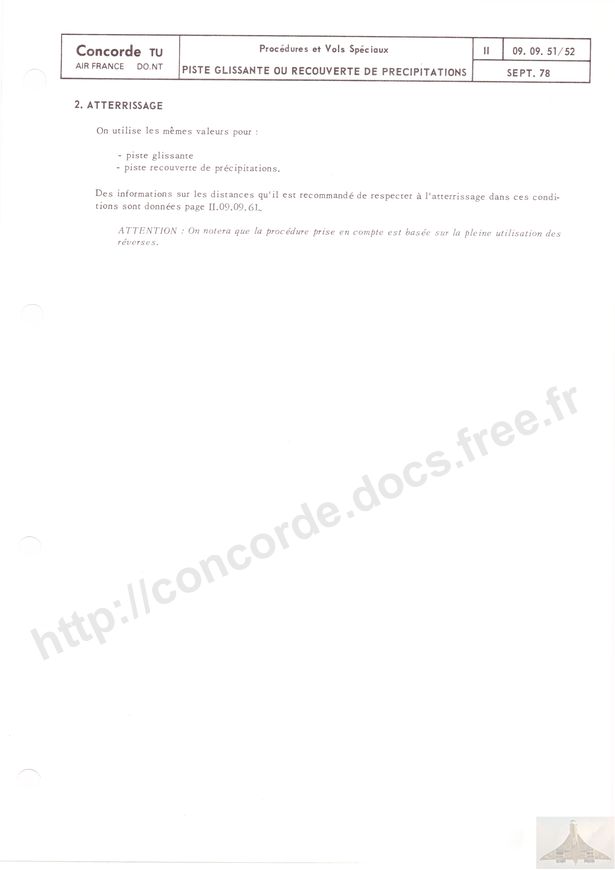 Concorde TU
AIR FRANCE DO.NT
Procédures et Vols Spéciaux
PISTE GLISSANTE OU RECOUVERTE DE PRECIPITATIONS
II
09. 09. 51/52
SEPT. 78
2. ATTERRISSAGE
On utilise les mêmes valeurs pour :
- piste glissante
- piste recouverte de précipitations.
Des informations sur les distances qu'il est recommandé de respecter à l'atterrissage dans ces condi-
tions sont données page II.09.09.61.
ATTENTION : On notera que la procédure prise en compte est basée sur la pleine utilisation des
réverses.
http://concorde.docs.free.fr